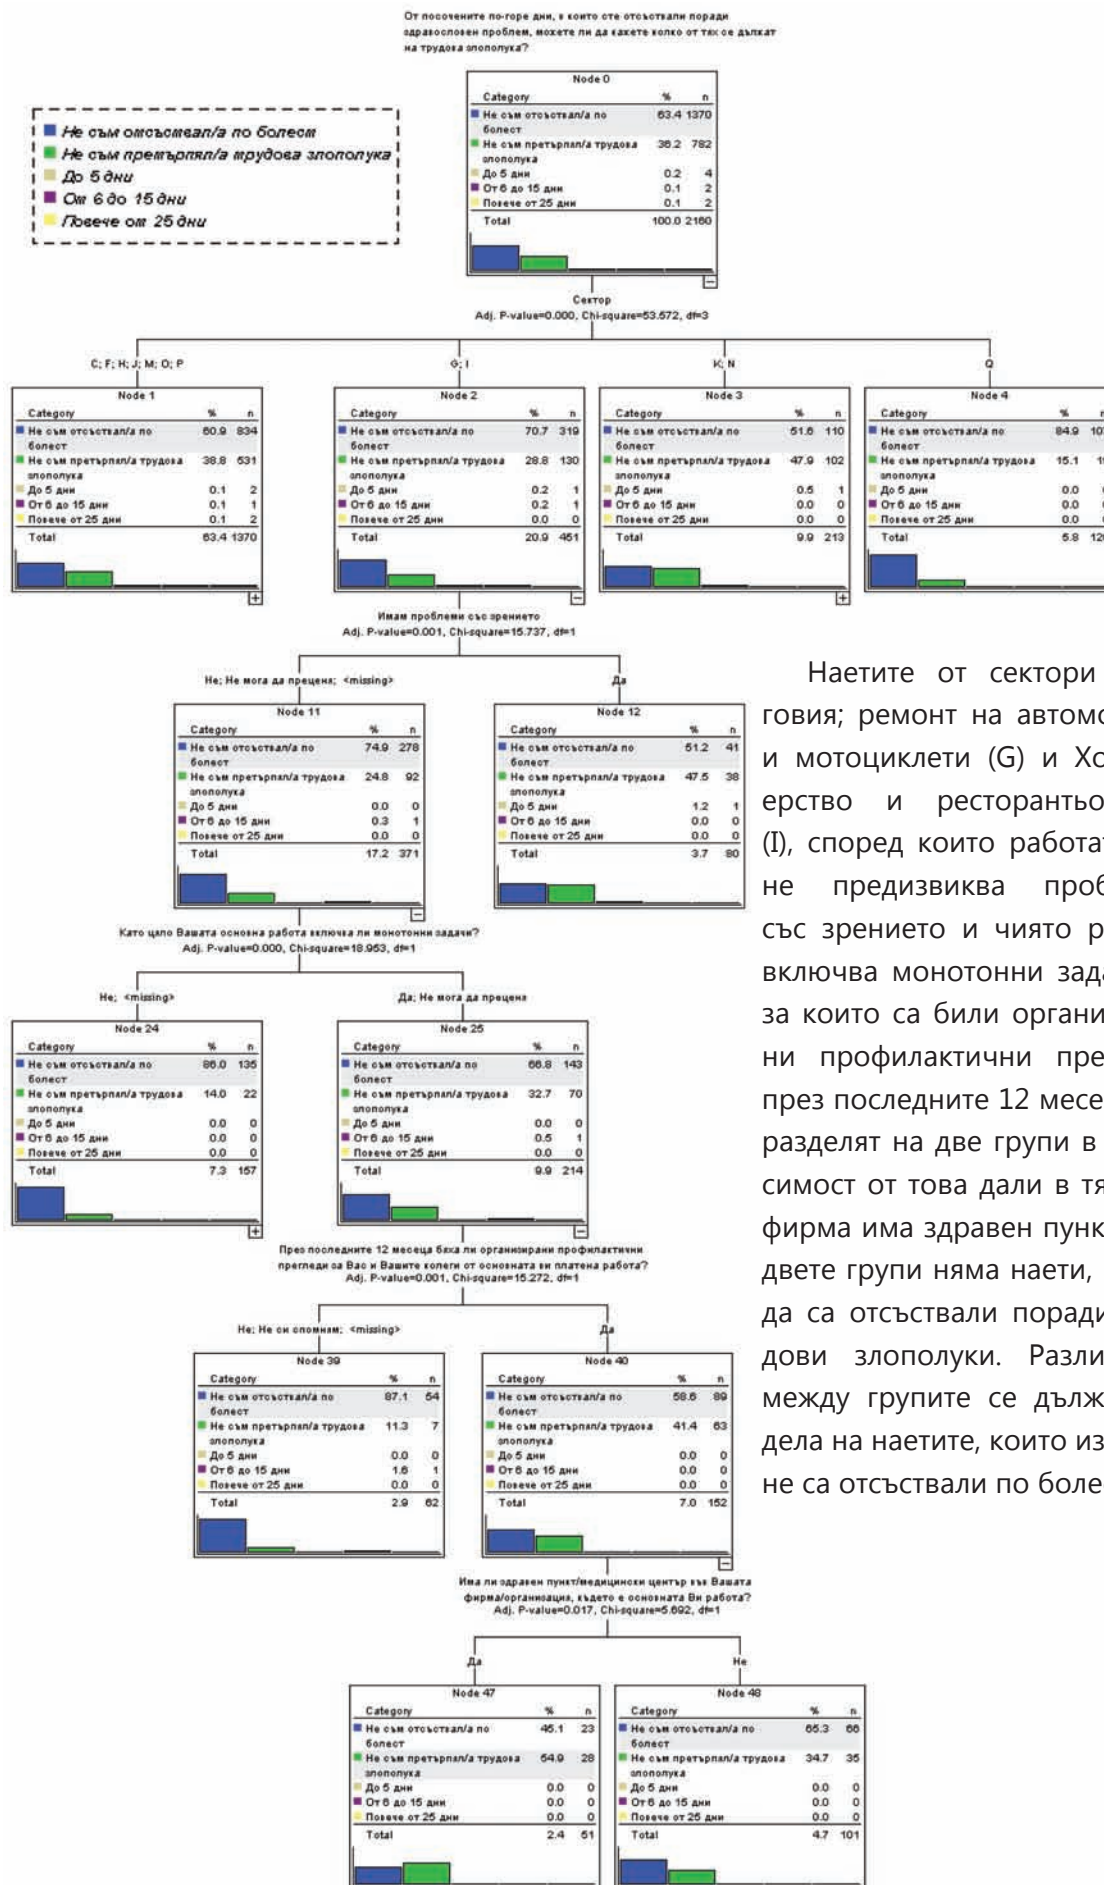 От посочените по-горе дни, в които сте отсъствали поради
здравословен проблем, можете ли да кажете колко от тях се дължат
на трудова злополука?
Не съм отсъствал/а по болест
Не съм претърпял/а трудова злополука
До 5 дни
От 6 до 15 дни
Повече от 25 дни
Node 0
Category % n
Не съм отсъствал/а по 63.4 1370
болест
Не съм претърпял/а трудова 36.2 782
злополука
До 5 дни 0.2 4
От 6 до 15 дни 0.1 2
Повече от 25 дни 0.1 2
Total 100.0 2160
Сектор
Adj. P-value=0.000, Chi-square=53.572, df=3
C; F; H; J; M; O; P
G; I
K; N
Q
Node 1
Category % n
Не съм отсъствал/а по 60.9 834
болест
Не съм претърпял/а трудова 38.8 531
злополука
До 5 дни 0.1 2
От 6 до 15 дни 0.1 1
Повече от 25 дни 0.1 2
Total 63.4 1370
Node 2
Category % n
Не съм отсъствал/а по 70.7 319
болест
Не съм претърпял/а трудова 28.8 130
злополука
До 5 дни 0.2 1
От 6 до 15 дни 0.2 1
Повече от 25 дни 0.0 0
Total 20.9 451
Node 3
Category % n
Не съм отсъствал/а по 51.6 110
болест
Не съм претърпял/а трудова 47.9 102
злополука
До 5 дни 0.5 1
От 6 до 15 дни 0.0 0
Повече от 25 дни 0.0 0
Total 9.9 213
Node 4
Category %
Не съм отсъствал/а по 84.9
болест
Не съм претърпял/а трудова 15.1
злополука
До 5 дни 0.0
От 6 до 15 дни 0.0
Повече от 25 дни 0.0
Total 5.8
Имам проблеми със зрението
Adj. P-value=0.001, Chi-square=15.737, df=1
Не; Не мога да преценя; <missing>
Да
Node 11
Category % n
Не съм отсъствал/а по 74.9 278
болест
Не съм претърпял/а трудова 24.8 92
злополука
До 5 дни 0.0 0
От 6 до 15 дни 0.3 1
Повече от 25 дни 0.0 0
Total 17.2 371
Node 12
Category % n
Не съм отсъствал/а по 51.2 41
болест
Не съм претърпял/а трудова 47.5 38
злополука
До 5 дни 1.2 1
От 6 до 15 дни 0.0 0
Повече от 25 дни 0.0 0
Total 3.7 80
Като цяло Вашата основна работа включва ли монотонни задачи?
Adj. P-value=0.000, Chi-square=18.953, df=1
Не; <missing>
Да; Не мога да преценя
Node 24
Category % n
Не съм отсъствал/а по 86.0 135
болест
Не съм претърпял/а трудова 14.0 22
злополука
До 5 дни 0.0 0
От 6 до 15 дни 0.0 0
Повече от 25 дни 0.0 0
Total 7.3 157
Node 25
Category % n
Не съм отсъствал/а по 66.8 143
болест
Не съм претърпял/а трудова 32.7 70
злополука
До 5 дни 0.0 0
От 6 до 15 дни 0.5 1
Повече от 25 дни 0.0 0
Total 9.9 214
През последните 12 месеца бяха ли организирани профилактични
прегледи за Вас и Вашите колеги от основната ви платена работа?
Adj. P-value=0.001, Chi-square=15.272, df=1
Не; Не си спомням; <missing>
Да
Node 39
Category % n
Не съм отсъствал/а по 87.1 54
болест
Не съм претърпял/а трудова 11.3 7
злополука
До 5 дни 0.0 0
От 6 до 15 дни 1.6 1
Повече от 25 дни 0.0 0
Total 2.9 62
Node 40
Category % n
Не съм отсъствал/а по 58.6 89
болест
Не съм претърпял/а трудова 41.4 63
злополука
До 5 дни 0.0 0
От 6 до 15 дни 0.0 0
Повече от 25 дни 0.0 0
Total 7.0 152
Има ли здравен пункт/медицински център във Вашата
фирма/организация, където е основната Ви работа?
Adj. P-value=0.017, Chi-square=5.692, df=1
Да
Не
Node 47
Category % n
Не съм отсъствал/а по 45.1 23
болест
Не съм претърпял/а трудова 54.9 28
злополука
До 5 дни 0.0 0
От 6 до 15 дни 0.0 0
Повече от 25 дни 0.0 0
Total 2.4 51
Node 48
Category % n
Не съм отсъствал/а по 65.3 66
болест
Не съм претърпял/а трудова 34.7 35
злополука
До 5 дни 0.0 0
От 6 до 15 дни 0.0 0
Повече от 25 дни 0.0 0
Total 4.7 101
Наетите от сектори
говия; ремонт на автомо
и мотоциклети (G) и Хо
ерство и ресторантьо
(I), според които работат
не предизвиква проб
със зрението и чиято р
включва монотонни зада
за които са били органи
ни профилактични пре
през последните 12 месе
разделят на две групи в
симост от това дали в тя
фирма има здравен пунк
двете групи няма наети,
да са отсъствали поради
дови злополуки. Разли
между групите се дълж
дела на наетите, които из
не са отсъствали по боле